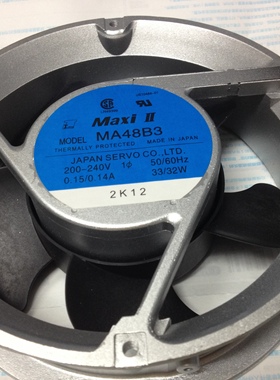 Maxi II
MODEL MA48B3
THERMALLY PROTECTED MADE IN JAPAN
JAPAN SERVO CO., LTD.
200-240V 1Φ 50/60Hz
0.15/0.14A 33/32W
2K12